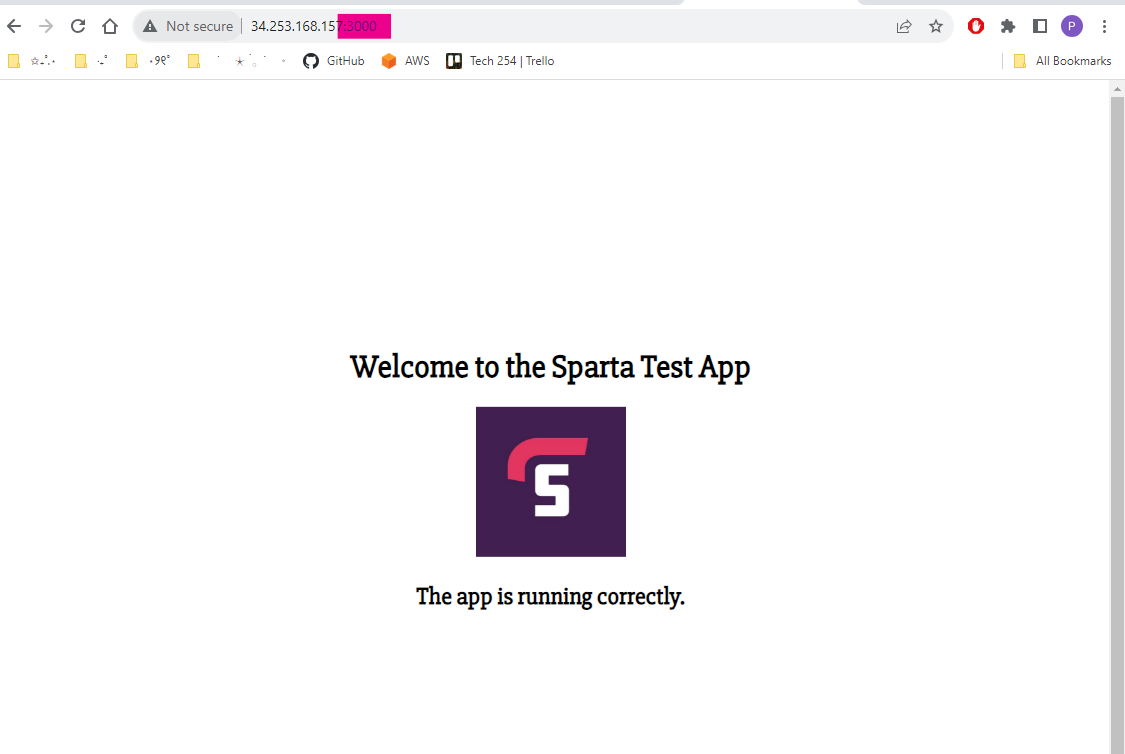 Not secure 34.253.168.157:3000 P
GitHub AWS Tech 254 | Trello All Bookmarks
Welcome to the Sparta Test App
S
The app is running correctly.